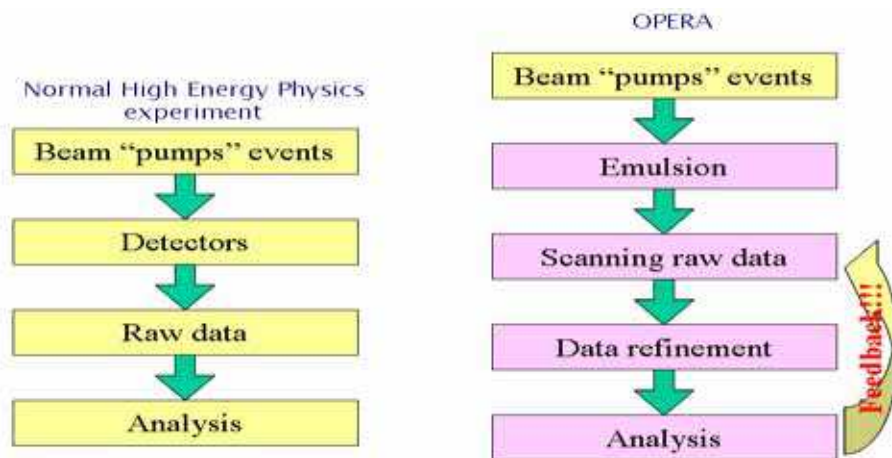 Normal High Energy Physics
experiment
Beam “pumps” events
Detectors
Raw data
Analysis
OPERA
Beam “pumps” events
Emulsion
Scanning raw data
Data refinement
Analysis
Feedback!!!